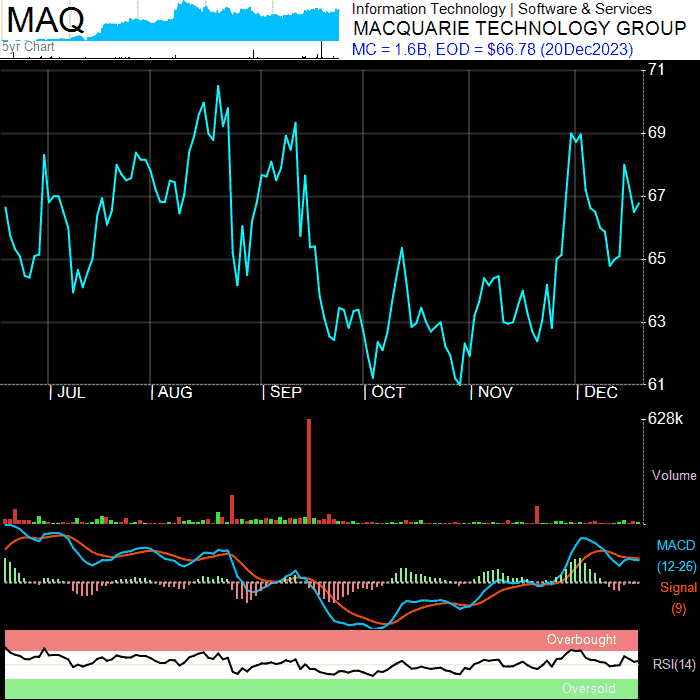 MAQ
5yr Chart
Information Technology | Software & Services
MACQUARIE TECHNOLOGY GROUP
MC = 1.6B, EOD = $66.78 (20Dec2023)
71
69
67
65
63
61
JUL
AUG
SEP
OCT
NOV
DEC
628k
Volume
MACD
(12-26)
Signal
(9)
Overbought
RSI(14)
Oversold